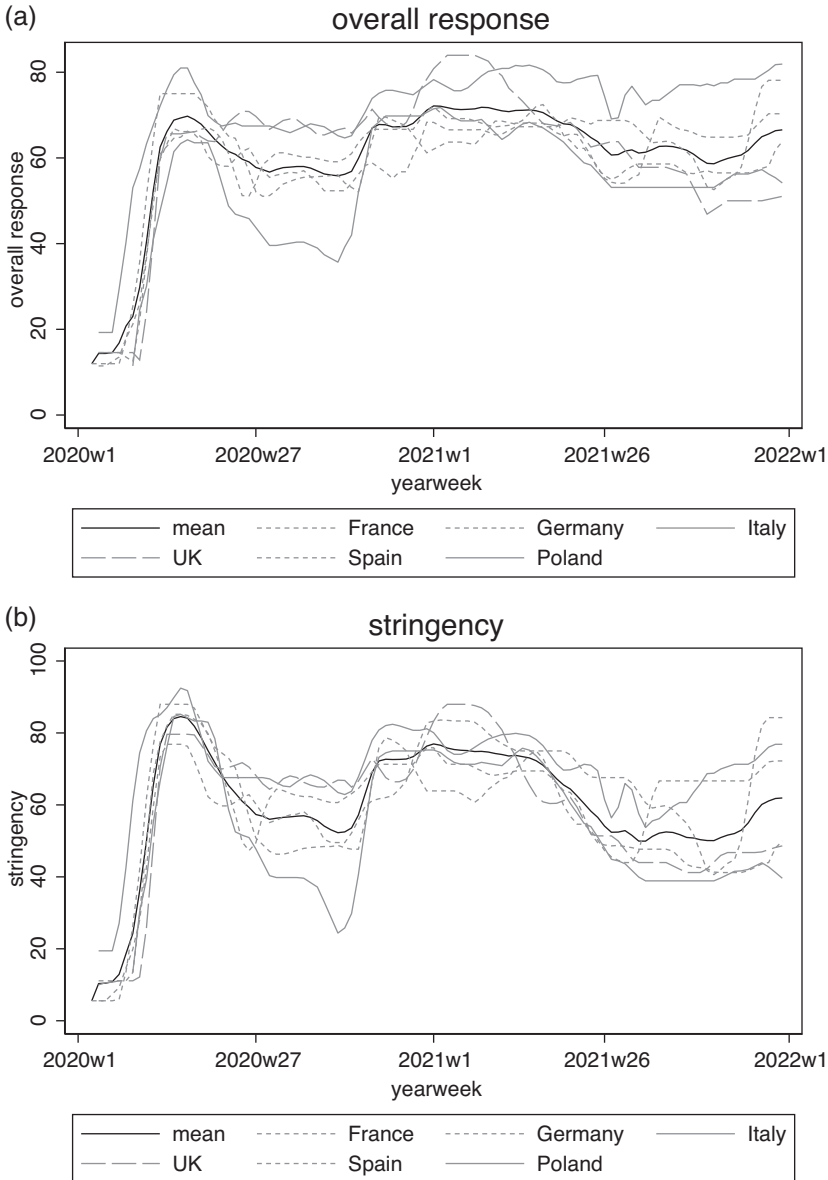 (a)
overall response
80
60
40
20
0
overall response
2020w1 2020w27 2021w1 2021w26 2022w1
yearweek
mean France Germany Italy
UK Spain Poland
(b)
stringency
100
80
60
40
20
0
stringency
2020w1 2020w27 2021w1 2021w26 2022w1
yearweek
mean France Germany Italy
UK Spain Poland